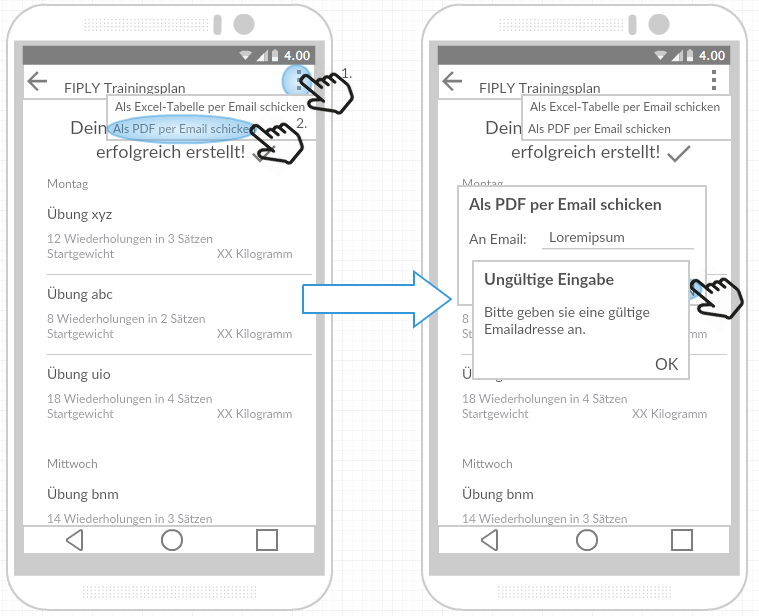 4.00
FIPLY Trainingsplan
1.
Als Excel-Tabelle per Email schicken
Als PDF per Email schicken
2.
Dein
erfolgreich erstellt!
Montag
Übung xyz
12 Wiederholungen in 3 Sätzen
Startgewicht XX Kilogramm
Übung abc
8 Wiederholungen in 2 Sätzen
Startgewicht XX Kilogramm
Übung uio
18 Wiederholungen in 4 Sätzen
Startgewicht XX Kilogramm
Mittwoch
Übung bnm
14 Wiederholungen in 3 Sätzen
4.00
FIPLY Trainingsplan
Als Excel-Tabelle per Email schicken
Als PDF per Email schicken
Dein
erfolgreich erstellt!
Montag
Als PDF per Email schicken
An Email: Loremipsum
Ungültige Eingabe
Bitte geben sie eine gültige
Emailadresse an.
OK
8
18 Wiederholungen in 4 Sätzen
Startgewicht XX Kilogramm
Mittwoch
Übung bnm
14 Wiederholungen in 3 Sätzen